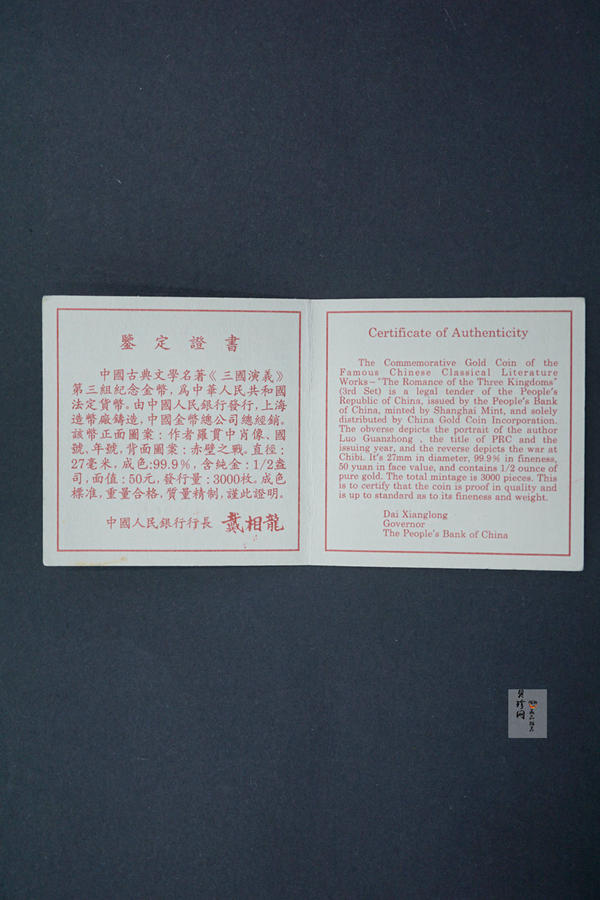 鑒定證書
中國古典文學名著《三國演義》
第三組紀念金幣，爲中華人民共和國
法定貨幣。由中國人民銀行發行，上海
造幣廠鑄造，中國金幣總公司總經銷。
該幣正面圖案：作者羅貫中肖像、國
號、年號，背面圖案：赤壁之戰。直徑：
27毫米，成色:99.9%，含純金：1/2盎
司，面值：50元，發行量：3000枚。成色
標准，重量合格，質量精制，謹此證明。
中國人民銀行行長 戴相龍
Certificate of Authenticity
The Commemorative Gold Coin of the
Famous Chinese Classical Literature
Works—"The Romance of the Three Kingdoms"
(3rd Set) is a legal tender of the People's
Republic of China, issued by the People's Bank
of China, minted by Shanghai Mint, and solely
distributed by China Gold Coin Incorporation.
The obverse depicts the portrait of the author
Luo Guanzhong , the title of PRC and the
issuing year, and the reverse depicts the war at
Chibi. It's 27mm in diameter, 99.9% in fineness,
50 yuan in face value, and contains 1/2 ounce of
pure gold. The total mintage is 3000 pieces. This
is to certify that the coin is proof in quality and
is up to standard as to its fineness and weight.
Dai Xianglong
Governor
The People's Bank of China